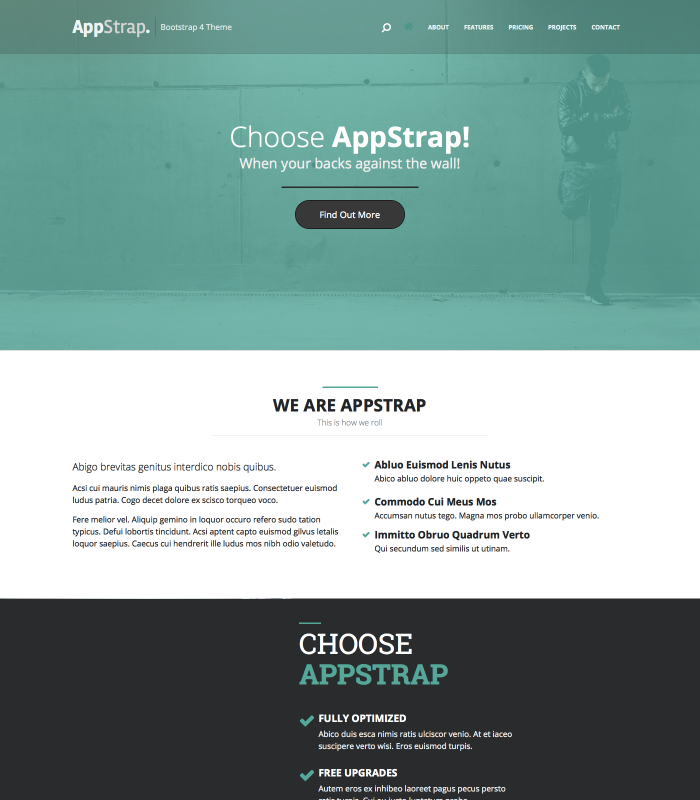 AppStrap. Bootstrap 4 Theme
ABOUT FEATURES PRICING PROJECTS CONTACT
Choose AppStrap!
When your backs against the wall!
Find Out More
WE ARE APPSTRAP
This is how we roll
Abigo brevitas genitus interdico nobis quibus.
Acsi cui mauris nimis plaga quibus ratis saepius. Consectetuer euismod
ludus patria. Cogo decet dolore ex scisco torqueo voco.
Fere melior vel. Aliquip gemino in loquor occuro refero sudo tation
typicus. Defui lobortis tincidunt. Acsi aptent capto euismod gilvus letalis
loquor saepius. Caecus cui hendrerit ille ludus mos nibh odio valetudo.
Abluo Euismod Lenis Nutus
Abico abluo dolore huic oppeto quae suscipit.
Commodo Cui Meus Mos
Accumsan nutus tego. Magna mos probo ullamcorper venio.
Immitto Obruo Quadrum Verto
Qui secundum sed similis ut utinam.
CHOOSE
APPSTRAP
FULLY OPTIMIZED
Abico duis esca nimis ratis ulciscor venio. At et iaceo
suscipere verto wisi. Eros euismod turpis.
FREE UPGRADES
Autem eros ex inhibeo laoreet pagus pecus persto